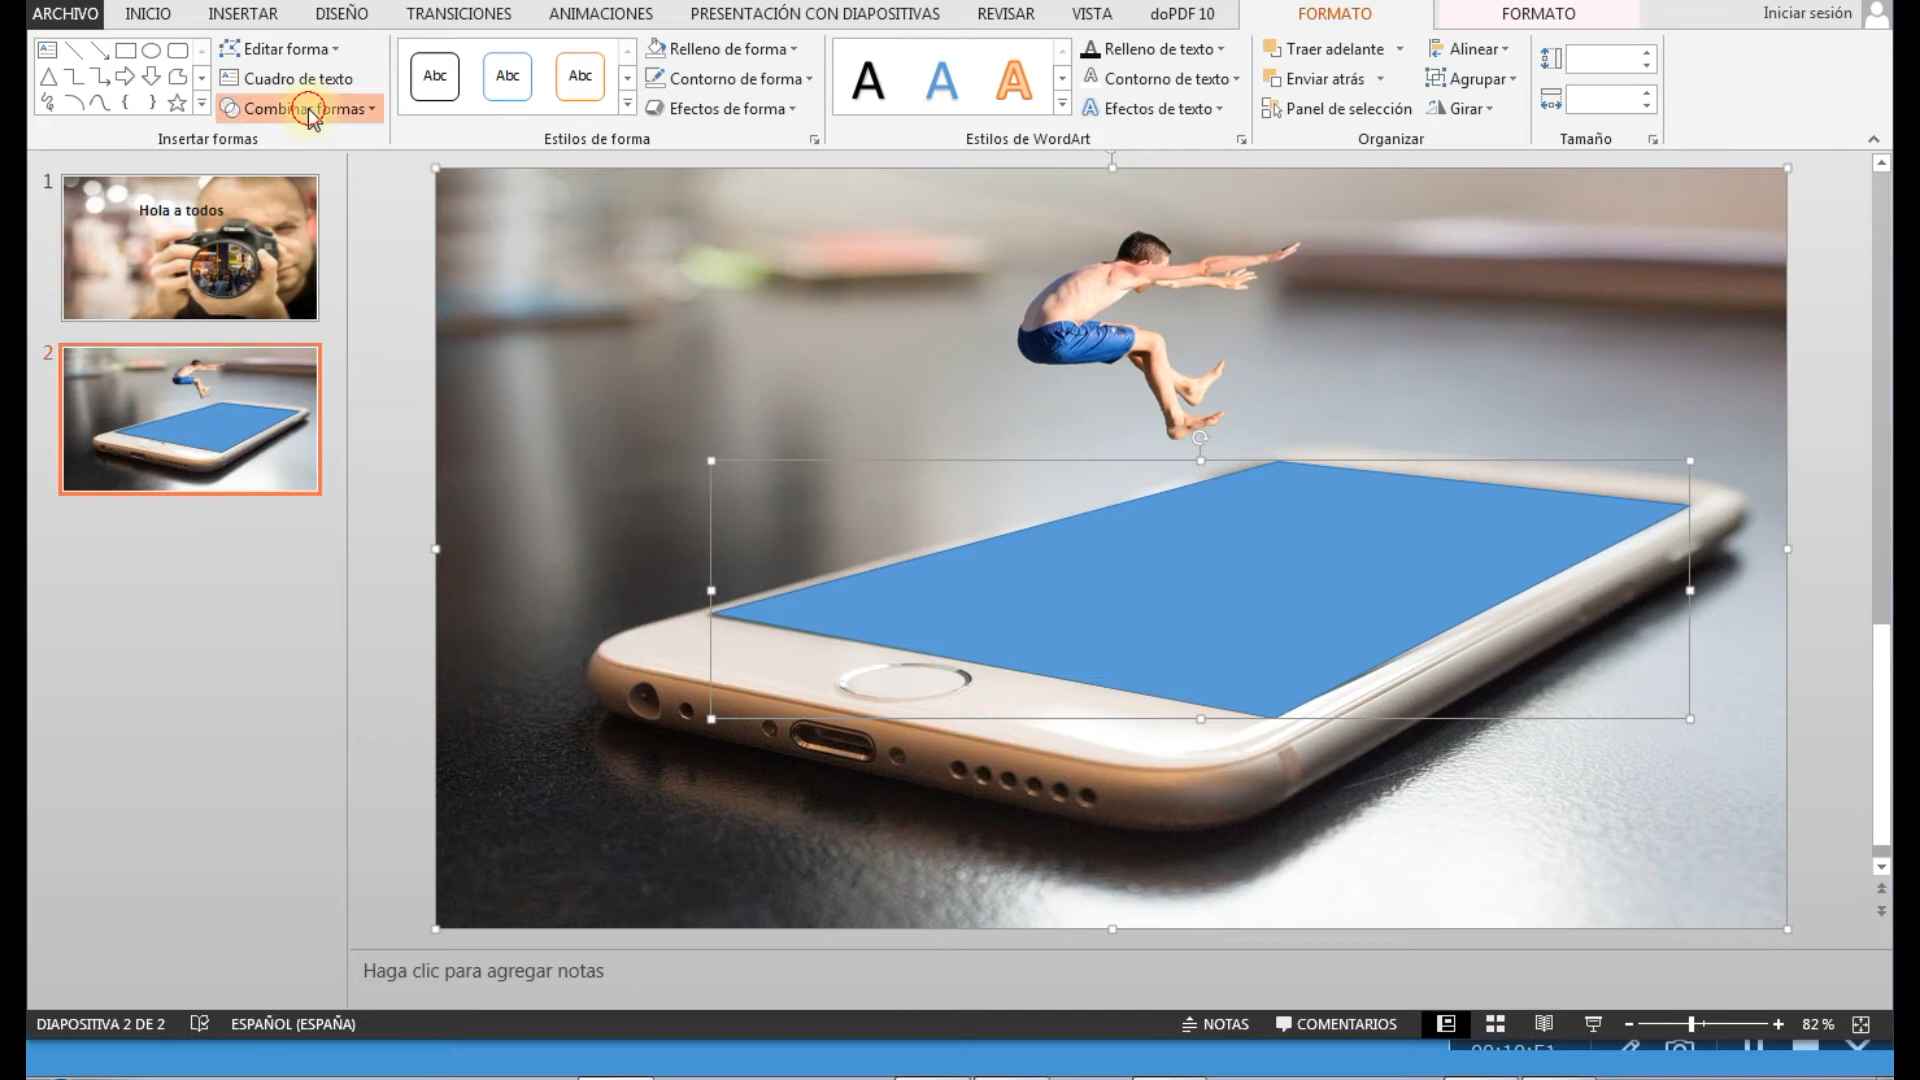 ARCHIVO INICIO INSERTAR DISEÑO TRANSICIONES ANIMACIONES PRESENTACIÓN CON DIAPOSITIVAS REVISAR VISTA doPDF 10 FORMATO FORMATO Iniciar sesión
Editar forma
Cuadro de texto
Combinar formas
Insertar formas
Abc Abc Abc
Relleno de forma
Contorno de forma
Efectos de forma
Estilos de forma
A A A
Relleno de texto
Contorno de texto
Efectos de texto
Estilos de WordArt
Traer adelante
Enviar atrás
Panel de selección
Alinear
Agrupar
Girar
Organizar
Tamaño
1
Hola a todos
2
Haga clic para agregar notas
DIAPOSITIVA 2 DE 2 ESPAÑOL (ESPAÑA) NOTAS COMENTARIOS 82 %